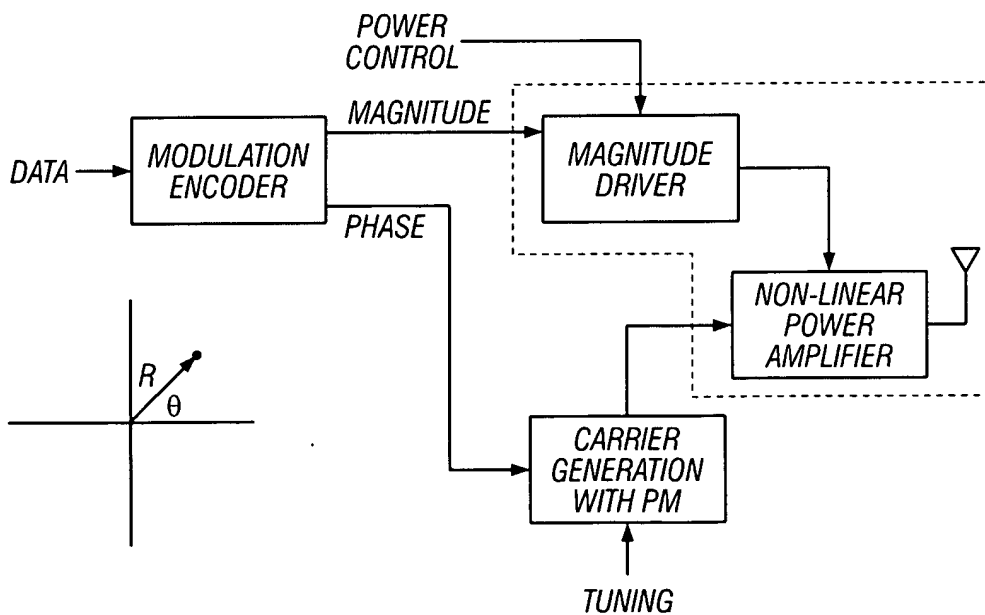 POWER
CONTROL
MAGNITUDE
DATA
MODULATION
ENCODER
MAGNITUDE
DRIVER
PHASE
NON-LINEAR
POWER
AMPLIFIER
R
θ
CARRIER
GENERATION
WITH PM
TUNING